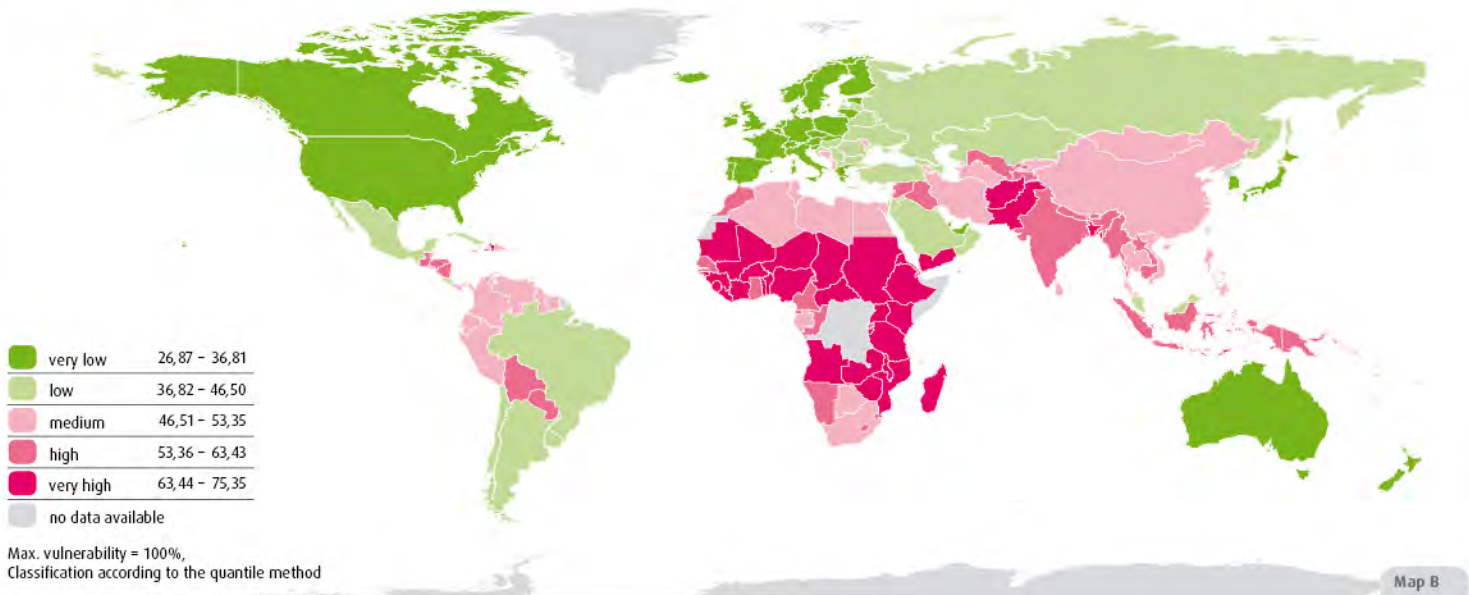 very low 26,87 – 36,81
low 36,82 – 46,50
medium 46,51 – 53,35
high 53,36 – 63,43
very high 63,44 – 75,35
no data available
Max. vulnerability = 100%,
Classification according to the quantile method
Map B